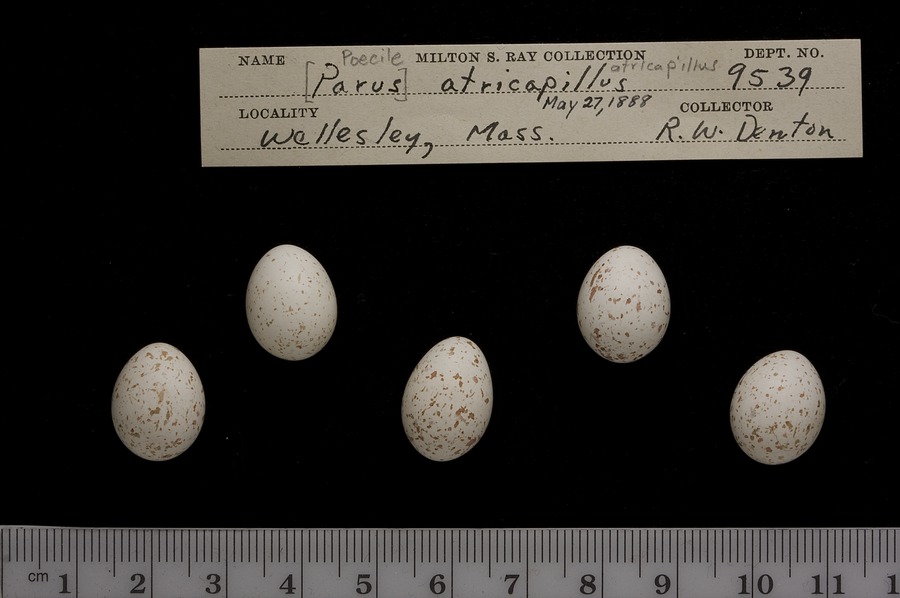 NAME Poecile MILTON S. RAY COLLECTION DEPT. NO.
[Parus] atricapillus atricapillus 9539
LOCALITY May 27, 1888 COLLECTOR
Wellesley, Mass. R. W. Denton
cm 1 2 3 4 5 6 7 8 9 10 11 1